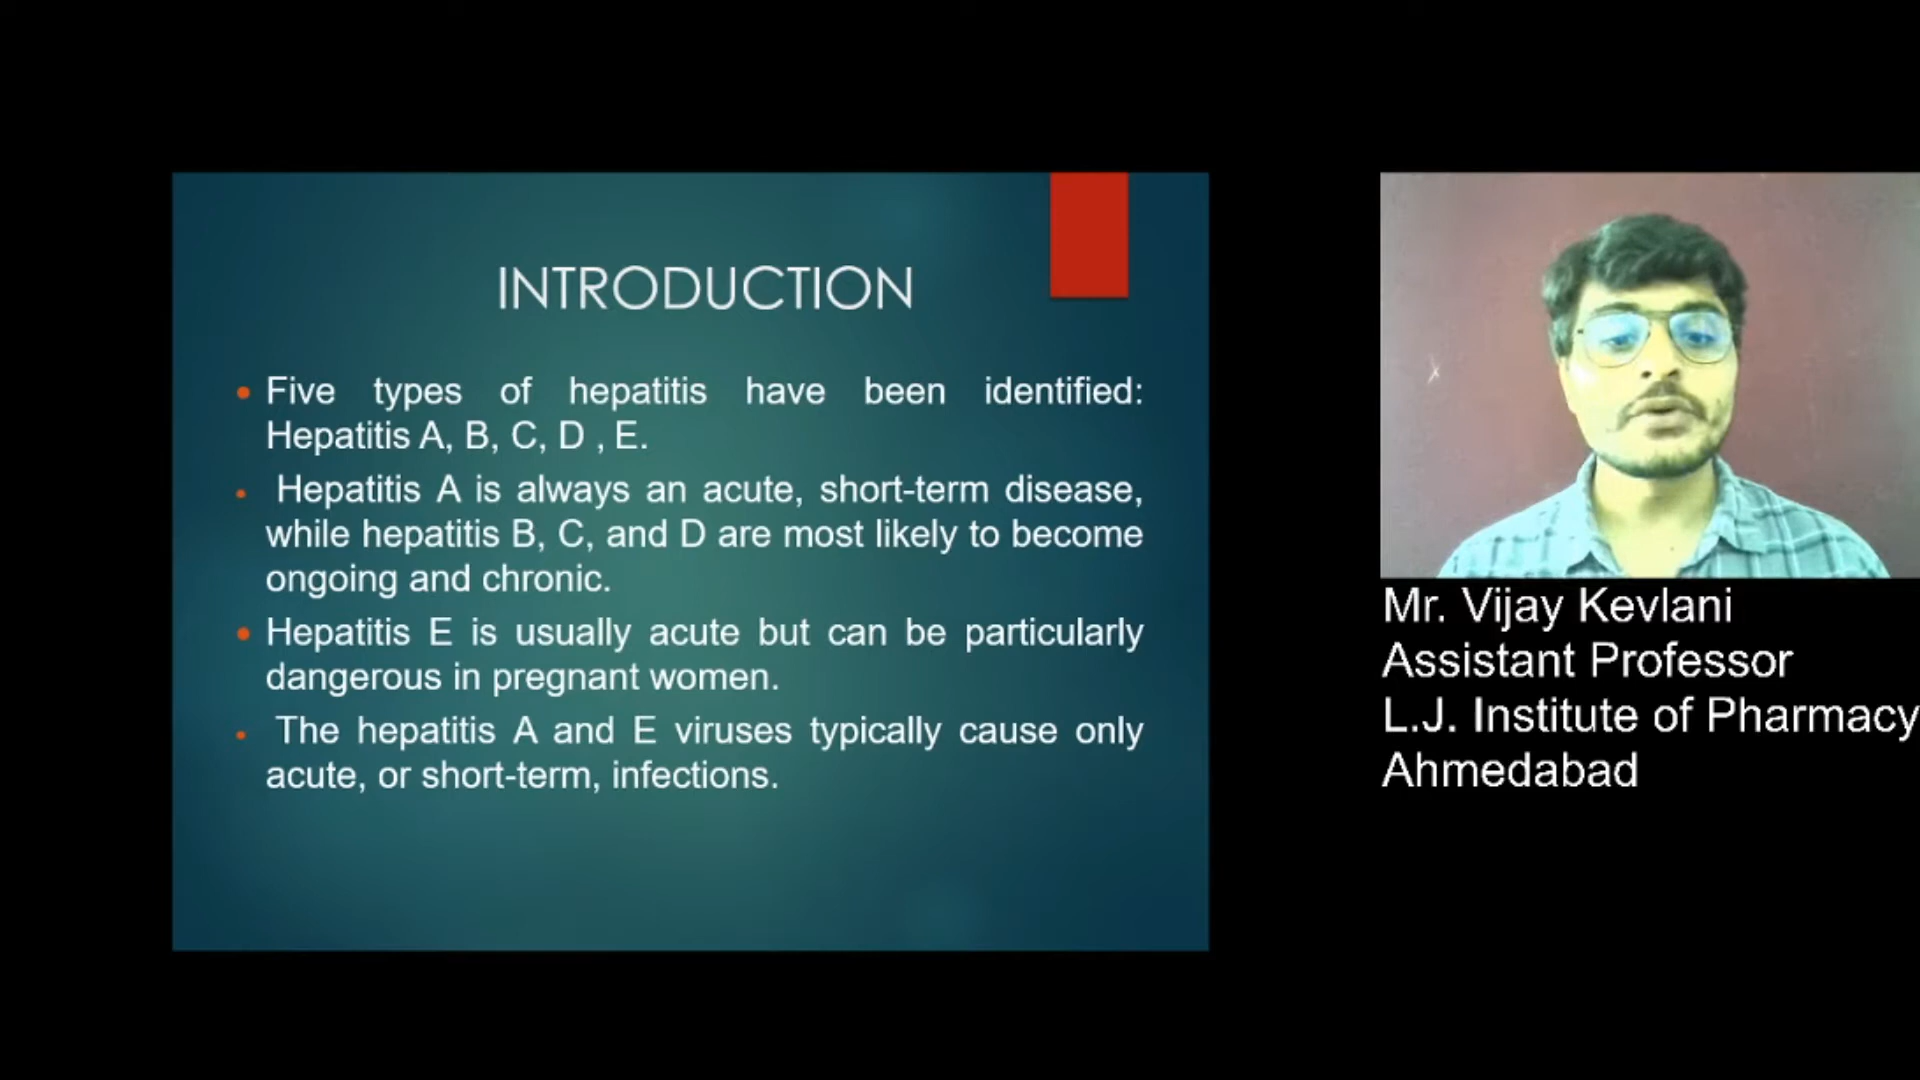 INTRODUCTION
Five types of hepatitis have been identified:
Hepatitis A, B, C, D , E.
Hepatitis A is always an acute, short-term disease,
while hepatitis B, C, and D are most likely to become
ongoing and chronic.
Hepatitis E is usually acute but can be particularly
dangerous in pregnant women.
The hepatitis A and E viruses typically cause only
acute, or short-term, infections.
Mr. Vijay Kevlani
Assistant Professor
L.J. Institute of Pharmacy
Ahmedabad